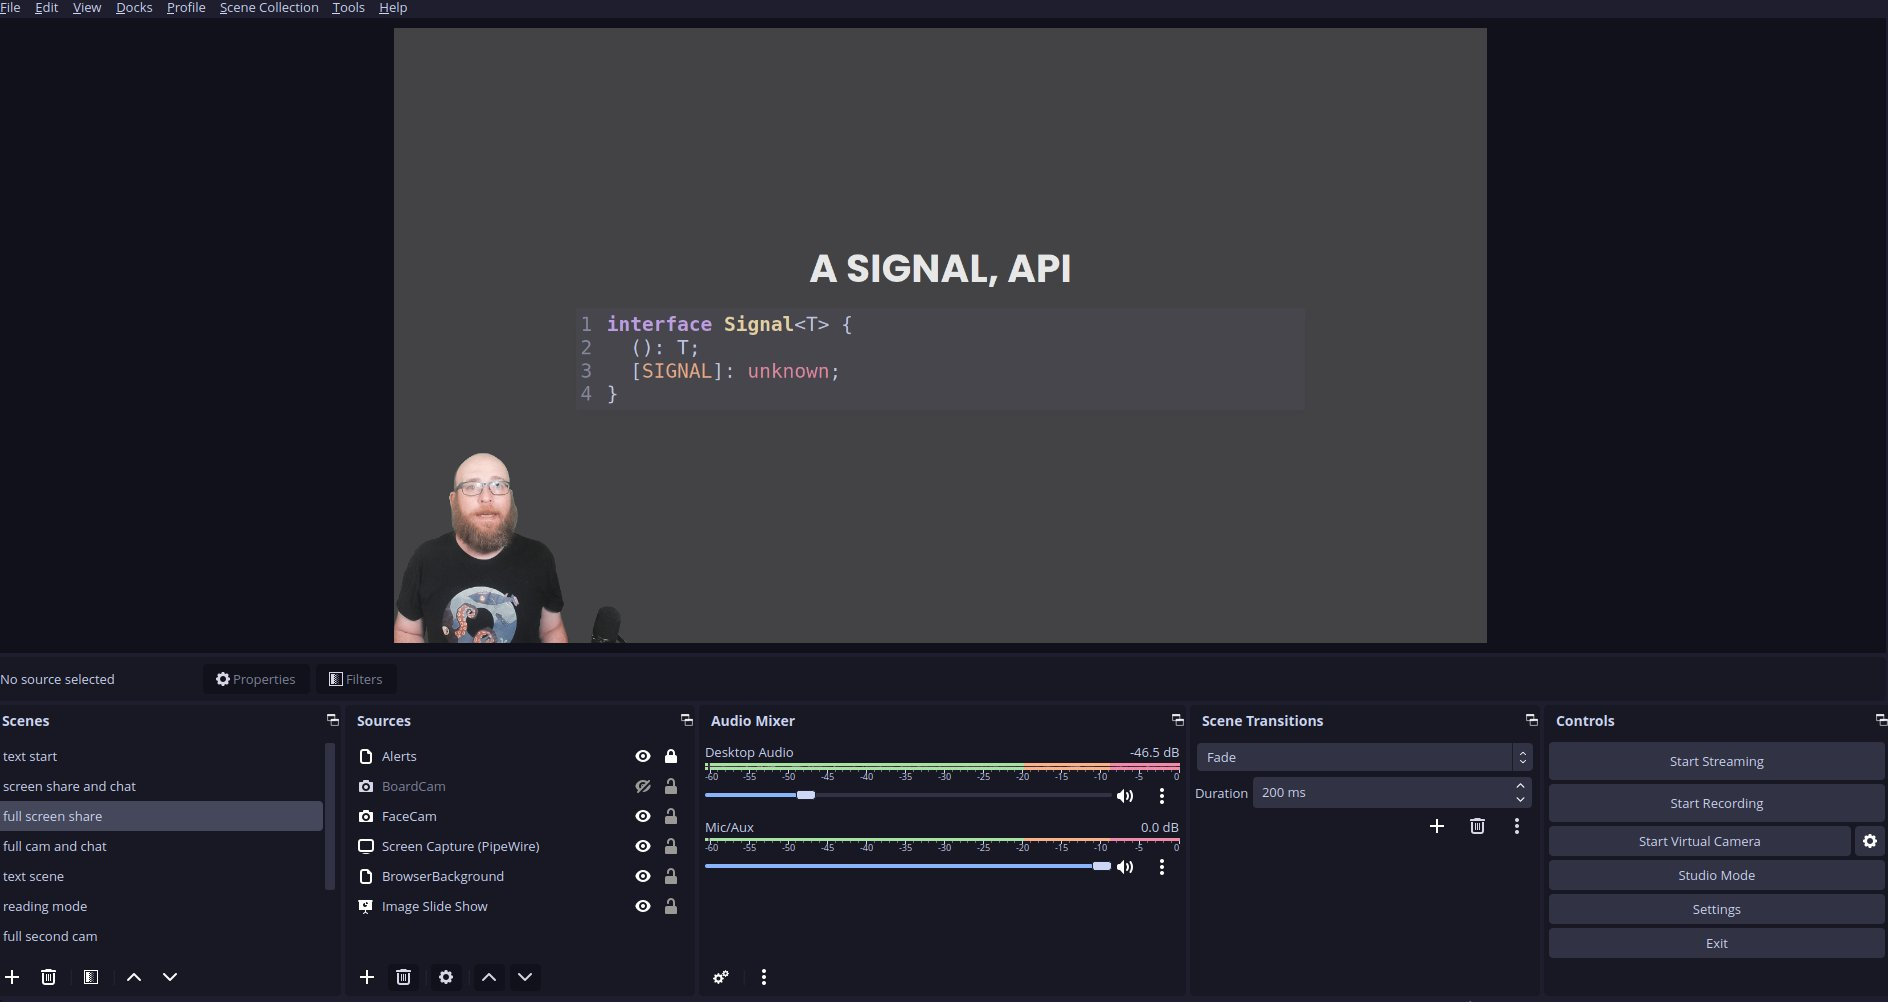 File Edit View Docks Profile Scene Collection Tools Help
A SIGNAL, API
1 interface Signal<T> {
2 (): T;
3 [SIGNAL]: unknown;
4 }
No source selected Properties Filters
Scenes
text start
screen share and chat
full screen share
full cam and chat
text scene
reading mode
full second cam
Sources
Alerts
BoardCam
FaceCam
Screen Capture (PipeWire)
BrowserBackground
Image Slide Show
Audio Mixer
Desktop Audio -46.5 dB
-60 -55 -50 -45 -40 -35 -30 -25 -20 -15 -10 -5 0
Mic/Aux 0.0 dB
-60 -55 -50 -45 -40 -35 -30 -25 -20 -15 -10 -5 0
Scene Transitions
Fade
Duration 200 ms
Controls
Start Streaming
Start Recording
Start Virtual Camera
Studio Mode
Settings
Exit